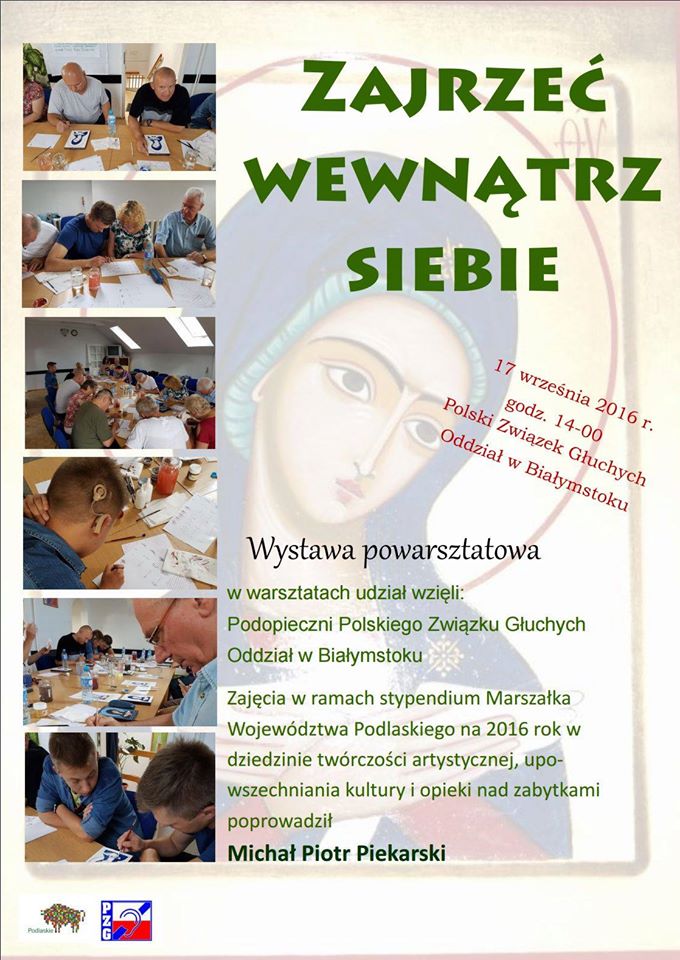 ZAJRZEĆ
WEWNĄTRZ
SIEBIE
17 września 2016 r.
godz. 14-00
Polski Związek Głuchych
Oddział w Białymstoku
Wystawa powarsztatowa
w warsztatach udział wzięli:
Podopieczni Polskiego Związku Głuchych
Oddział w Białymstoku
Zajęcia w ramach stypendium Marszałka
Województwa Podlaskiego na 2016 rok w
dziedzinie twórczości artystycznej, upo-
wszechniania kultury i opieki nad zabytkami
poprowadził
Michał Piotr Piekarski
Podlaskie
PZG